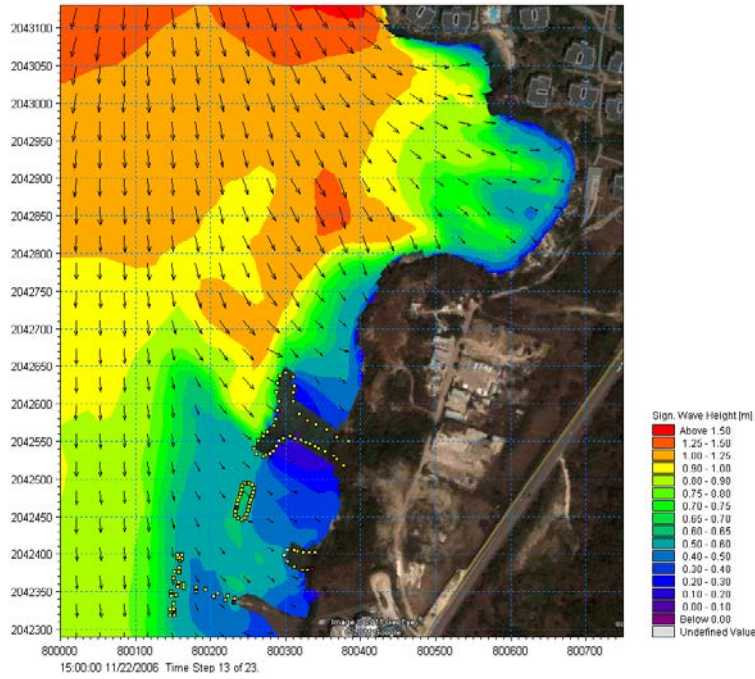 2043100
2043050
2043000
2042950
2042900
2042850
2042800
2042750
2042700
2042650
2042600
2042550
2042500
2042450
2042400
2042350
2042300
800000 800100 800200 800300 800400 800500 800600 800700
15:00:00 11/22/2006 Time Step 13 of 23.
Image © 2011 GeoEye
© 2011 Google
Sign. Wave Height [m]
Above 1.50
1.25 - 1.50
1.00 - 1.25
0.90 - 1.00
0.80 - 0.90
0.75 - 0.80
0.70 - 0.75
0.65 - 0.70
0.60 - 0.65
0.50 - 0.60
0.40 - 0.50
0.30 - 0.40
0.20 - 0.30
0.10 - 0.20
0.00 - 0.10
Below 0.00
Undefined Value